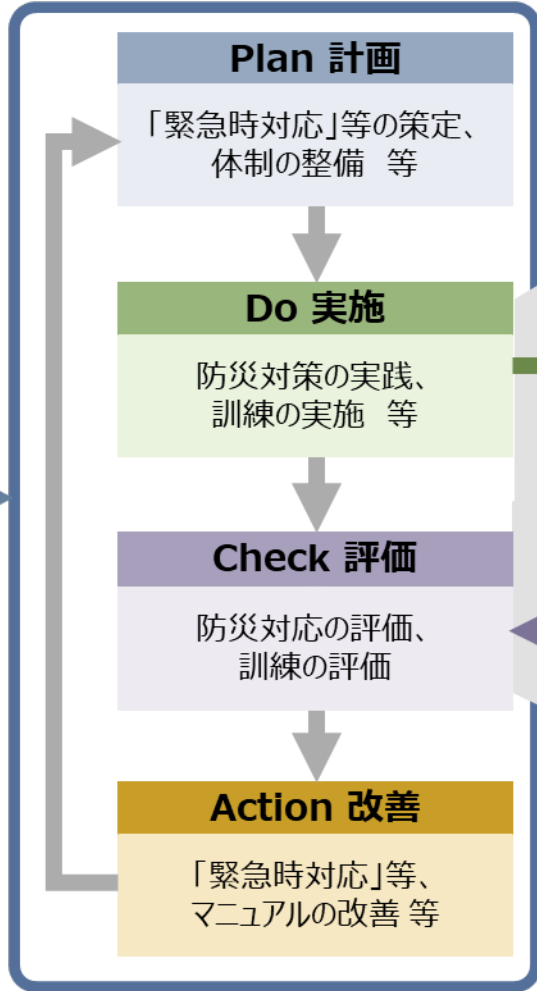 Plan 計画
「緊急時対応」等の策定、
体制の整備 等
Do 実施
防災対策の実践、
訓練の実施 等
Check 評価
防災対応の評価、
訓練の評価
Action 改善
「緊急時対応」等、
マニュアルの改善 等